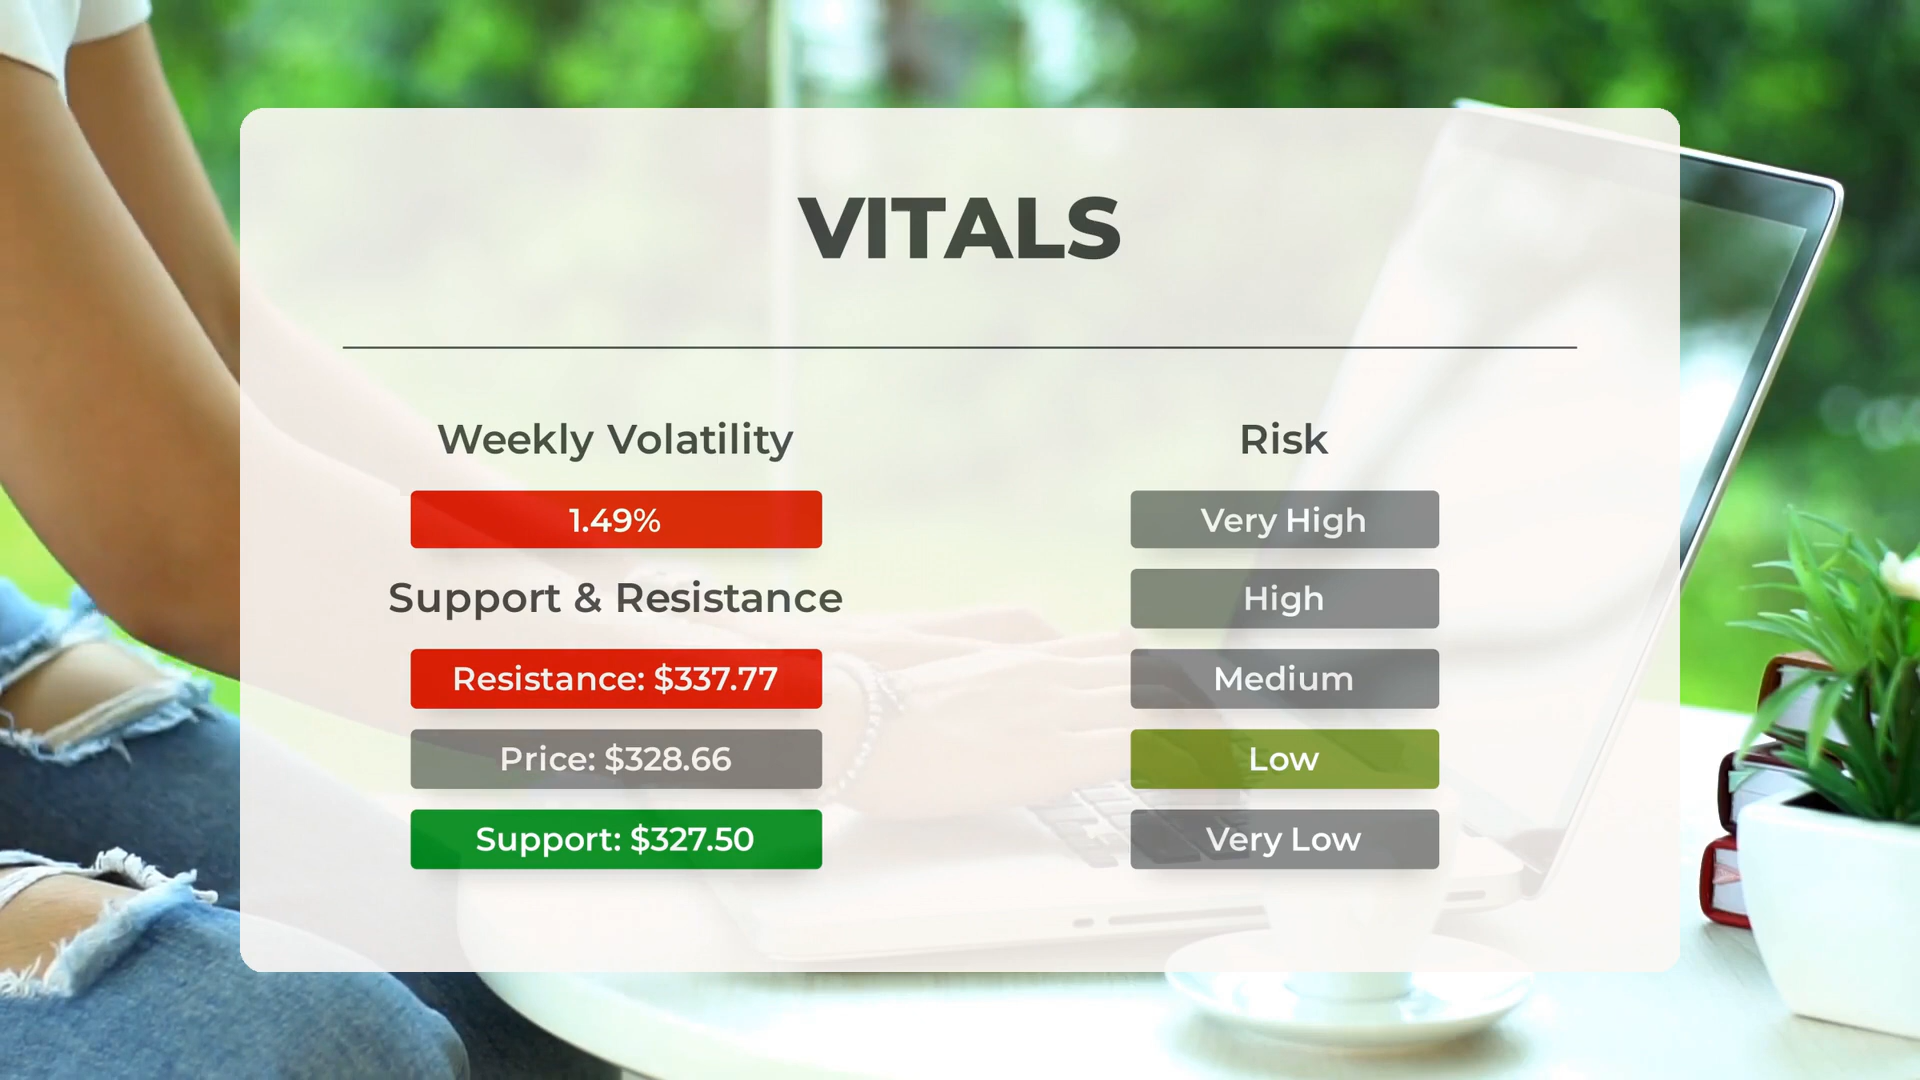 VITALS
Weekly Volatility
1.49%
Support & Resistance
Resistance: $337.77
Price: $328.66
Support: $327.50
Risk
Very High
High
Medium
Low
Very Low